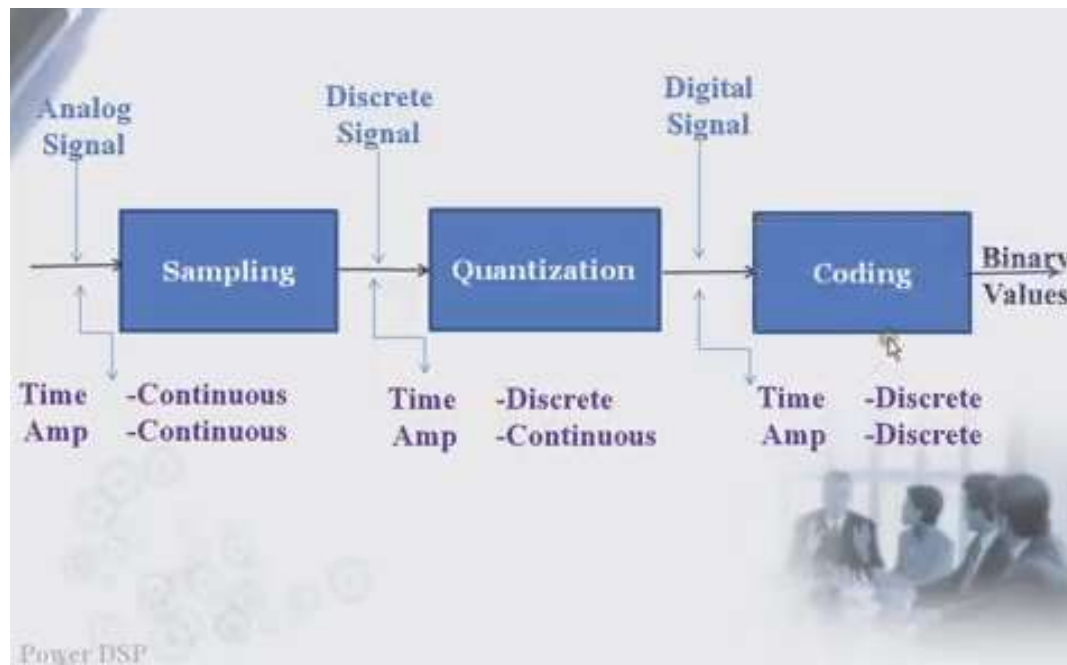 Analog
Signal
Discrete
Signal
Digital
Signal
Sampling
Quantization
Coding
Binary
Values
Time -Continuous
Amp -Continuous
Time -Discrete
Amp -Continuous
Time -Discrete
Amp -Discrete
Power DSP